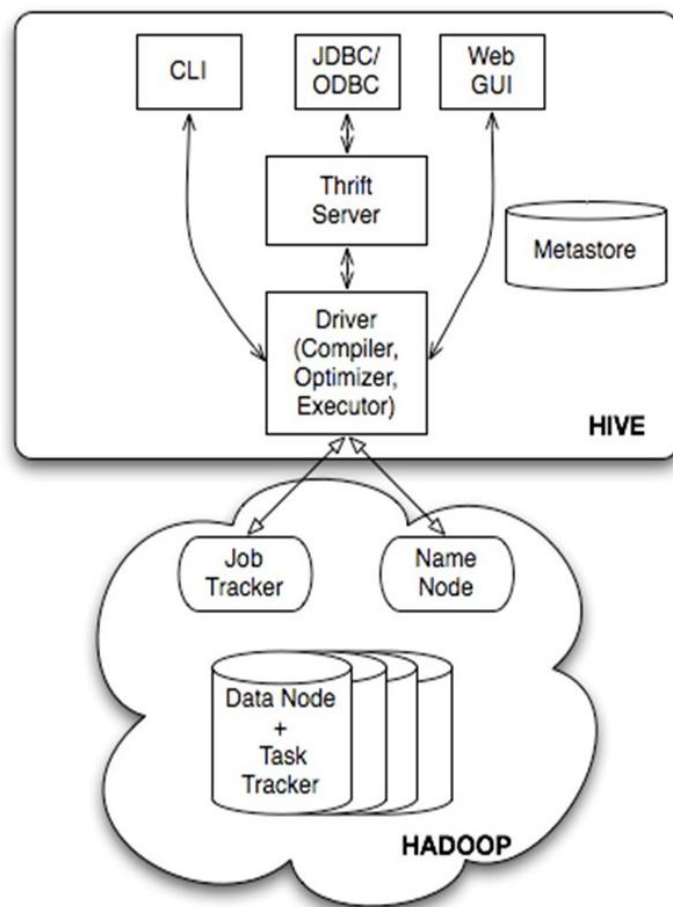 CLI
JDBC/
ODBC
Web
GUI
Thrift
Server
Metastore
Driver
(Compiler,
Optimizer,
Executor)
HIVE
Job
Tracker
Name
Node
Data Node
+
Task
Tracker
HADOOP